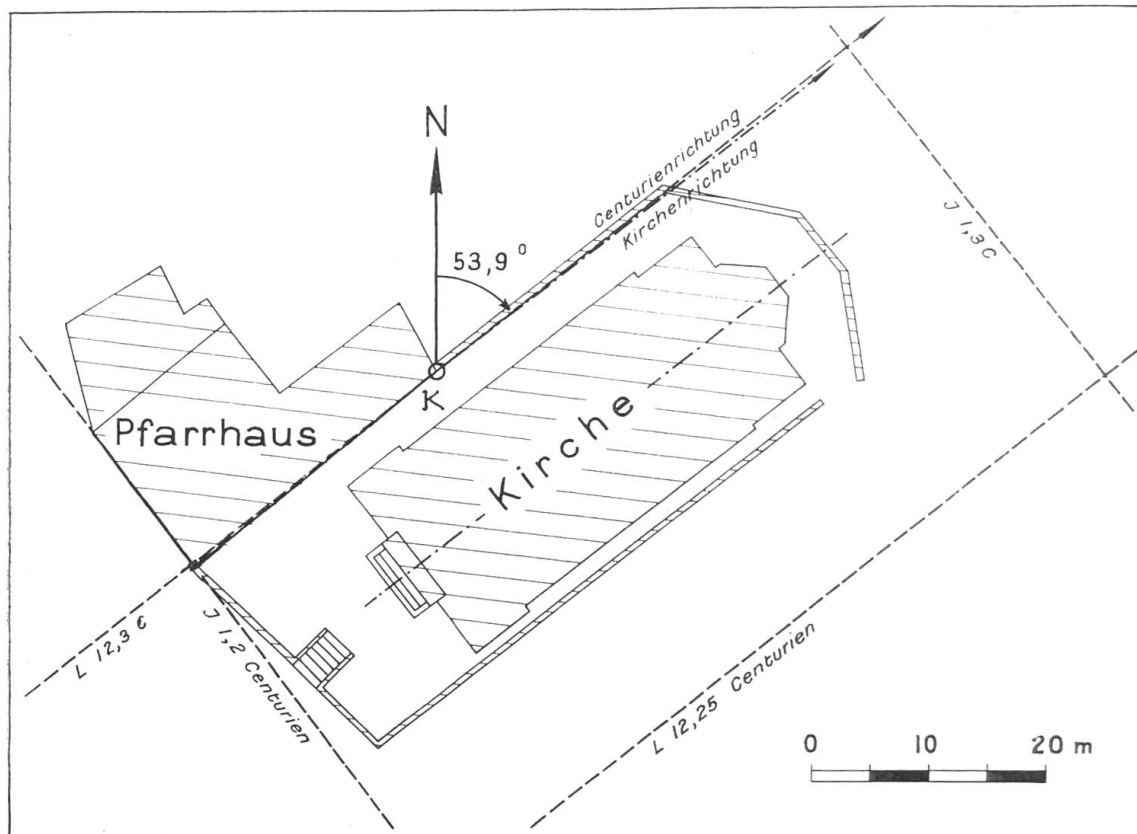 N
Centurienrichtung
Kirchenrichtung
53,9 °
J 1,3 C
K
Pfarrhaus
Kirche
L 12,3 C
J 1,2 Centurien
L 12,25 Centurien
0 10 20 m